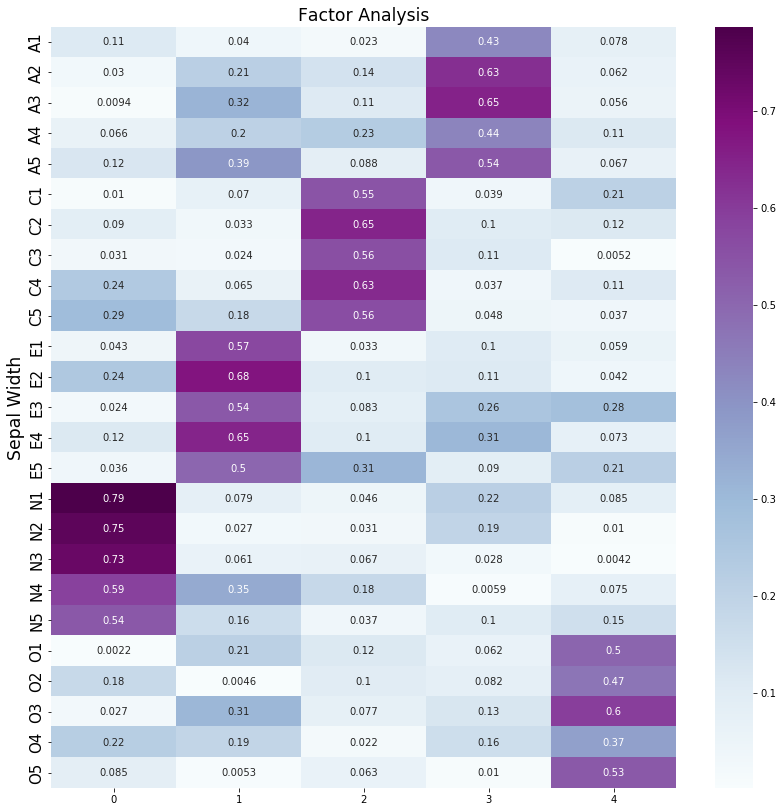 Factor Analysis
Sepal Width
A1 0.11 0.04 0.023 0.43 0.078
A2 0.03 0.21 0.14 0.63 0.062
A3 0.0094 0.32 0.11 0.65 0.056
A4 0.066 0.2 0.23 0.44 0.11
A5 0.12 0.39 0.088 0.54 0.067
C1 0.01 0.07 0.55 0.039 0.21
C2 0.09 0.033 0.65 0.1 0.12
C3 0.031 0.024 0.56 0.11 0.0052
C4 0.24 0.065 0.63 0.037 0.11
C5 0.29 0.18 0.56 0.048 0.037
E1 0.043 0.57 0.033 0.1 0.059
E2 0.24 0.68 0.1 0.11 0.042
E3 0.024 0.54 0.083 0.26 0.28
E4 0.12 0.65 0.1 0.31 0.073
E5 0.036 0.5 0.31 0.09 0.21
N1 0.79 0.079 0.046 0.22 0.085
N2 0.75 0.027 0.031 0.19 0.01
N3 0.73 0.061 0.067 0.028 0.0042
N4 0.59 0.35 0.18 0.0059 0.075
N5 0.54 0.16 0.037 0.1 0.15
O1 0.0022 0.21 0.12 0.062 0.5
O2 0.18 0.0046 0.1 0.082 0.47
O3 0.027 0.31 0.077 0.13 0.6
O4 0.22 0.19 0.022 0.16 0.37
O5 0.085 0.0053 0.063 0.01 0.53
0 1 2 3 4
0.7
0.6
0.5
0.4
0.3
0.2
0.1